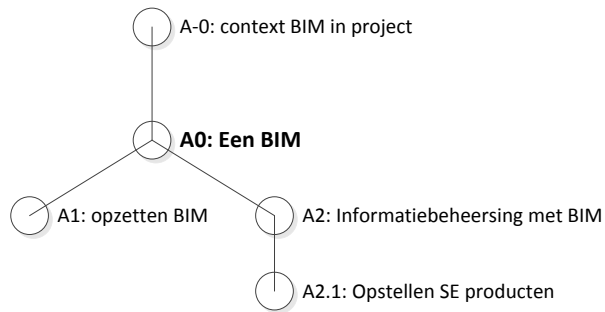 A-0: context BIM in project
A0: Een BIM
A1: opzetten BIM
A2: Informatiebeheersing met BIM
A2.1: Opstellen SE producten